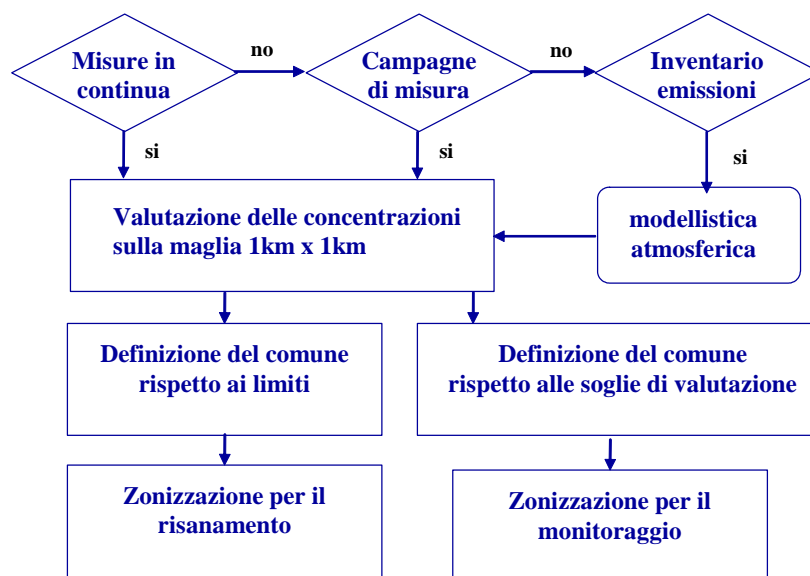 Misure in
continua
no
Campagne
di misura
no
Inventario
emissioni
si
si
si
Valutazione delle concentrazioni
sulla maglia 1km x 1km
modellistica
atmosferica
Definizione del comune
rispetto ai limiti
Definizione del comune
rispetto alle soglie di valutazione
Zonizzazione per il
risanamento
Zonizzazione per il
monitoraggio